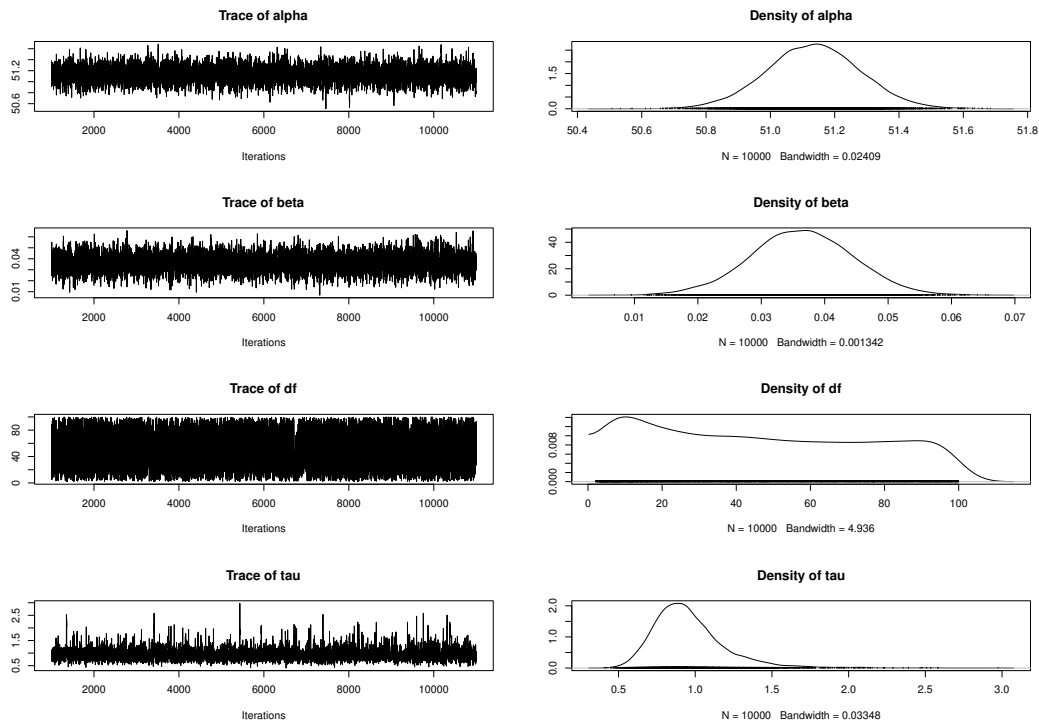 Trace of alpha
50.6 51.2
2000 4000 6000 8000 10000
Iterations
Density of alpha
0.0 1.5
50.4 50.6 50.8 51.0 51.2 51.4 51.6 51.8
N = 10000 Bandwidth = 0.02409
Trace of beta
0.01 0.04
2000 4000 6000 8000 10000
Iterations
Density of beta
0 20 40
0.01 0.02 0.03 0.04 0.05 0.06 0.07
N = 10000 Bandwidth = 0.001342
Trace of df
0 40 80
2000 4000 6000 8000 10000
Iterations
Density of df
0.000 0.008
0 20 40 60 80 100
N = 10000 Bandwidth = 4.936
Trace of tau
0.5 1.5 2.5
2000 4000 6000 8000 10000
Iterations
Density of tau
0.0 1.0 2.0
0.5 1.0 1.5 2.0 2.5 3.0
N = 10000 Bandwidth = 0.03348